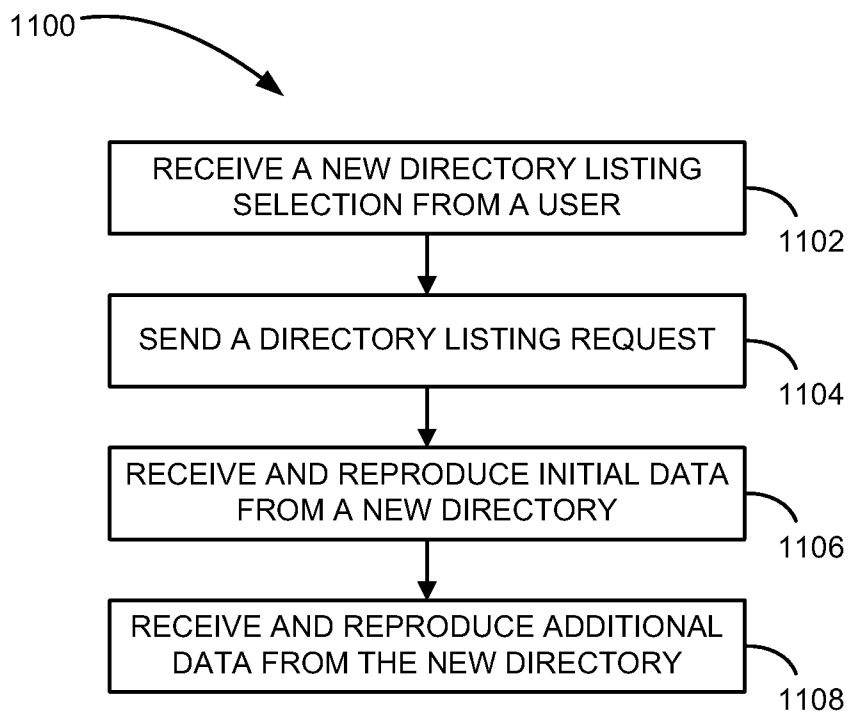 1100
RECEIVE A NEW DIRECTORY LISTING
SELECTION FROM A USER
1102
SEND A DIRECTORY LISTING REQUEST
1104
RECEIVE AND REPRODUCE INITIAL DATA
FROM A NEW DIRECTORY
1106
RECEIVE AND REPRODUCE ADDITIONAL
DATA FROM THE NEW DIRECTORY
1108